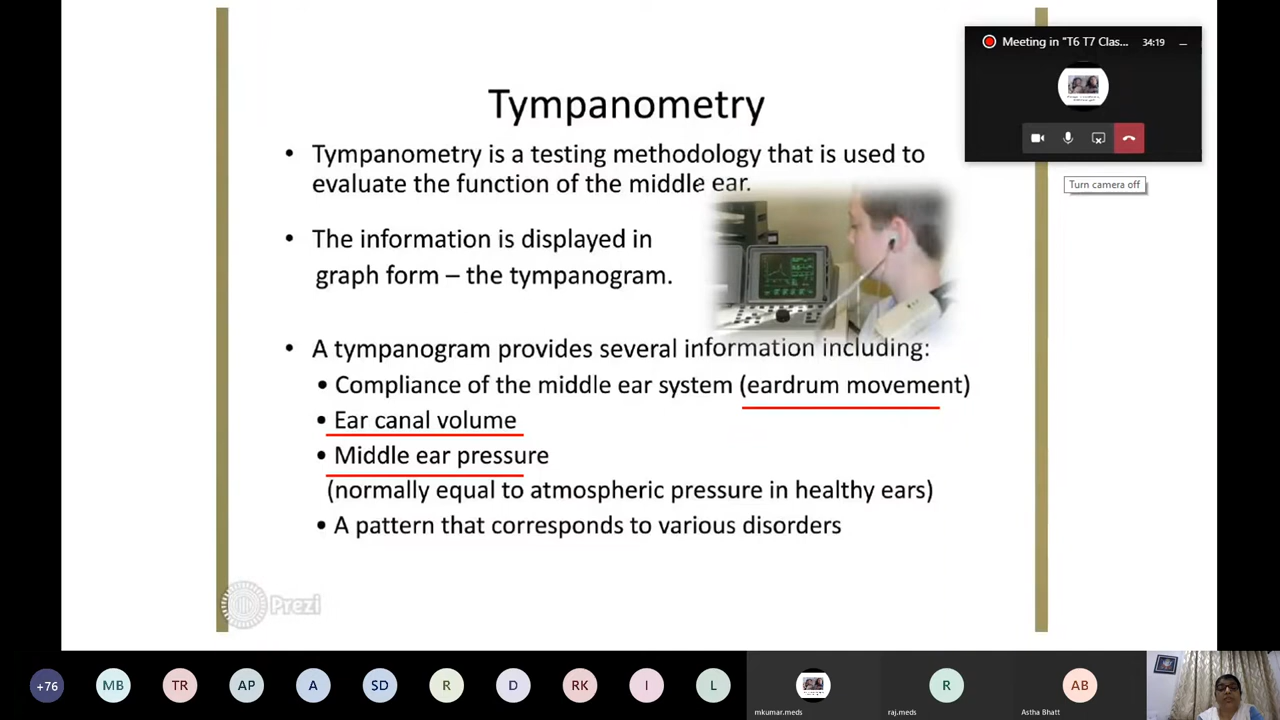 Tympanometry
• Tympanometry is a testing methodology that is used to
evaluate the function of the middle ear.
• The information is displayed in
graph form – the tympanogram.
• A tympanogram provides several information including:
• Compliance of the middle ear system (eardrum movement)
• Ear canal volume
• Middle ear pressure
(normally equal to atmospheric pressure in healthy ears)
• A pattern that corresponds to various disorders
Prezi
Meeting in "T6 T7 Clas...
34:19
Turn camera off
+76
MB
TR
AP
A
SD
R
D
RK
I
L
mkumar.meds
R
raj.meds
AB
Astha Bhatt